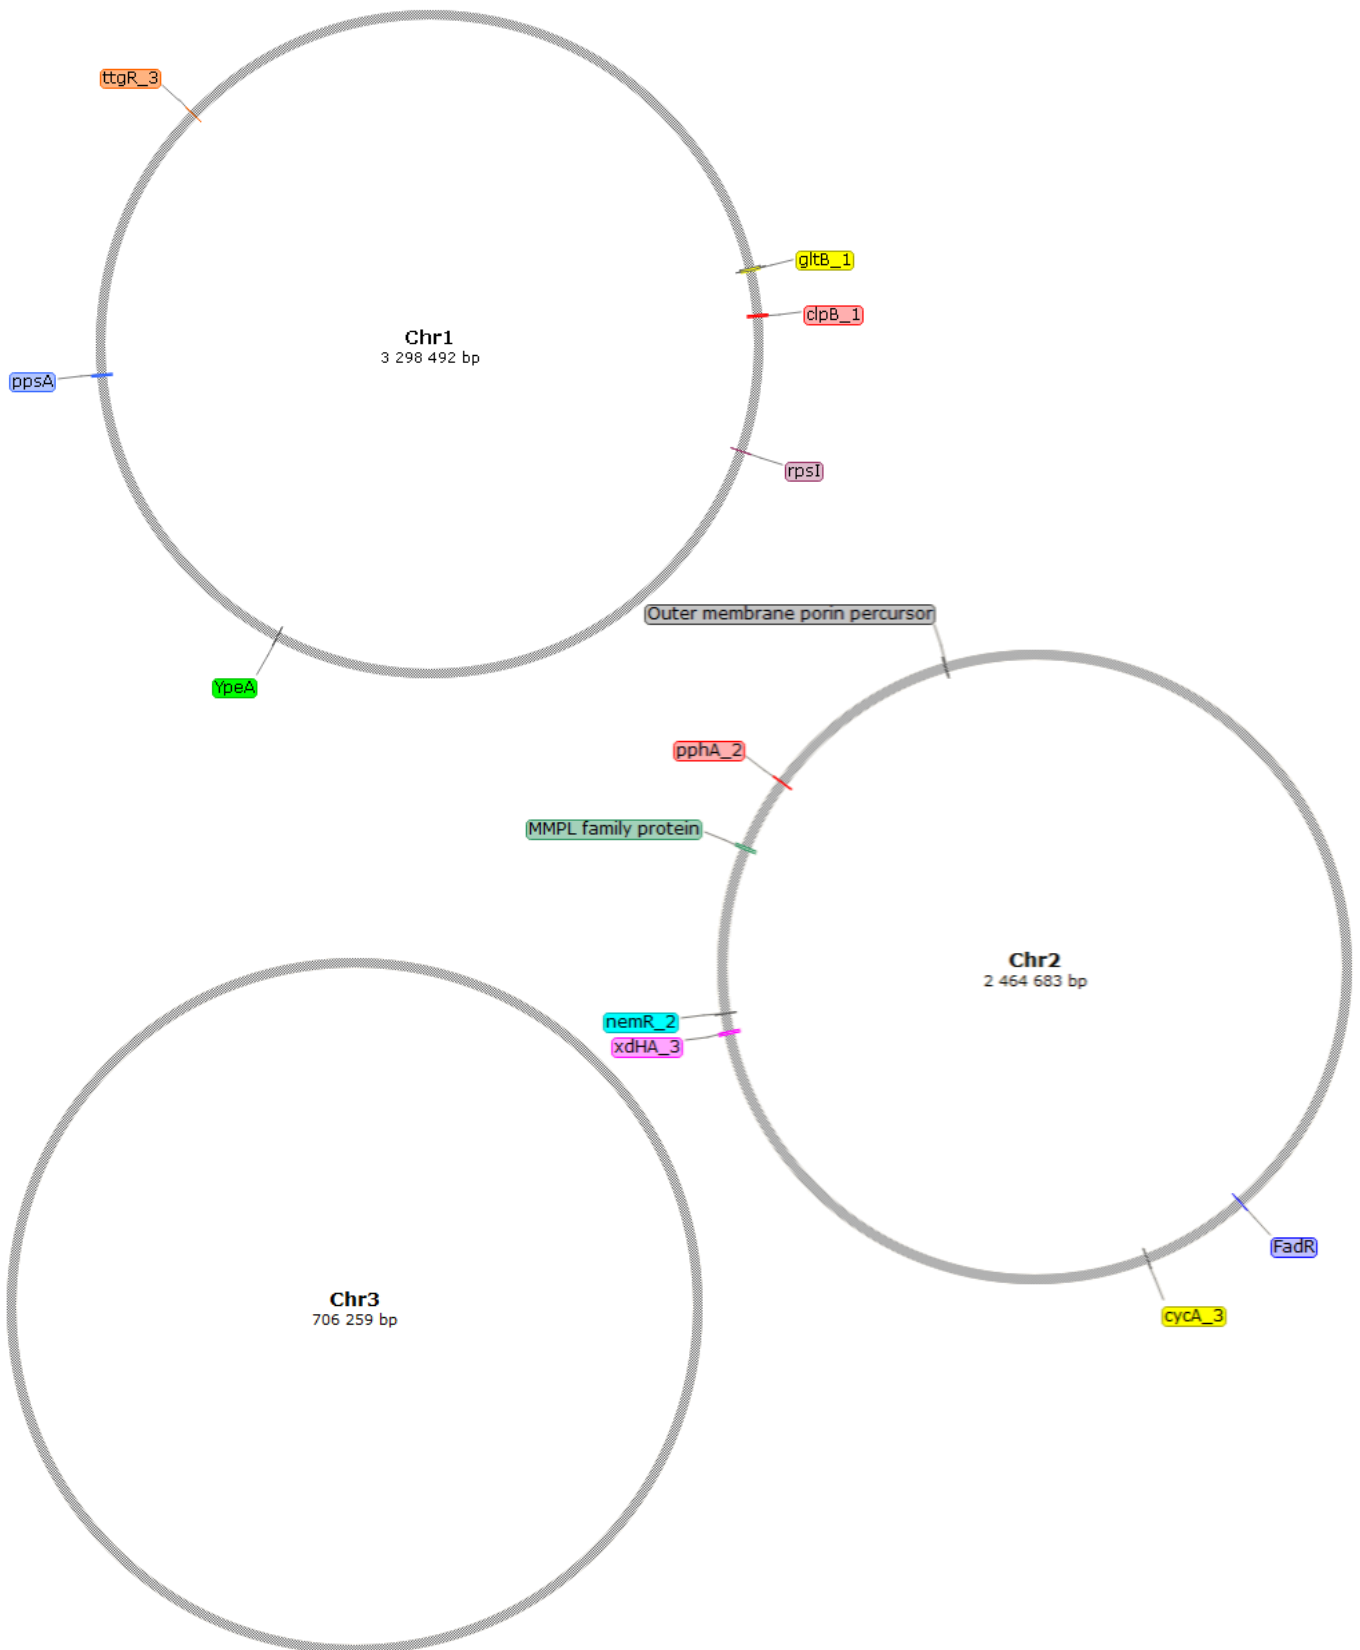 ttgR_3
gltB_1
clpB_1
Chr1
3 298 492 bp
ppsA
rpsI
YpeA
Outer membrane porin percursor
pphA_2
MMPL family protein
Chr2
2 464 683 bp
nemR_2
xdHA_3
FadR
cycA_3
Chr3
706 259 bp